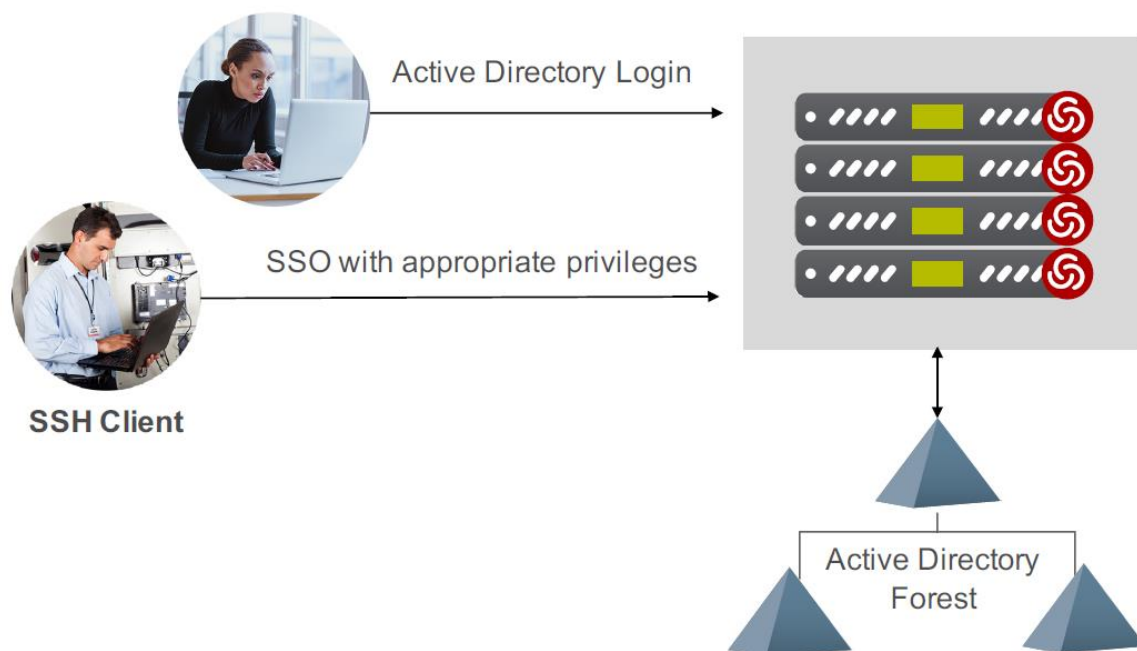 Active Directory Login
SSO with appropriate privileges
SSH Client
Active Directory
Forest